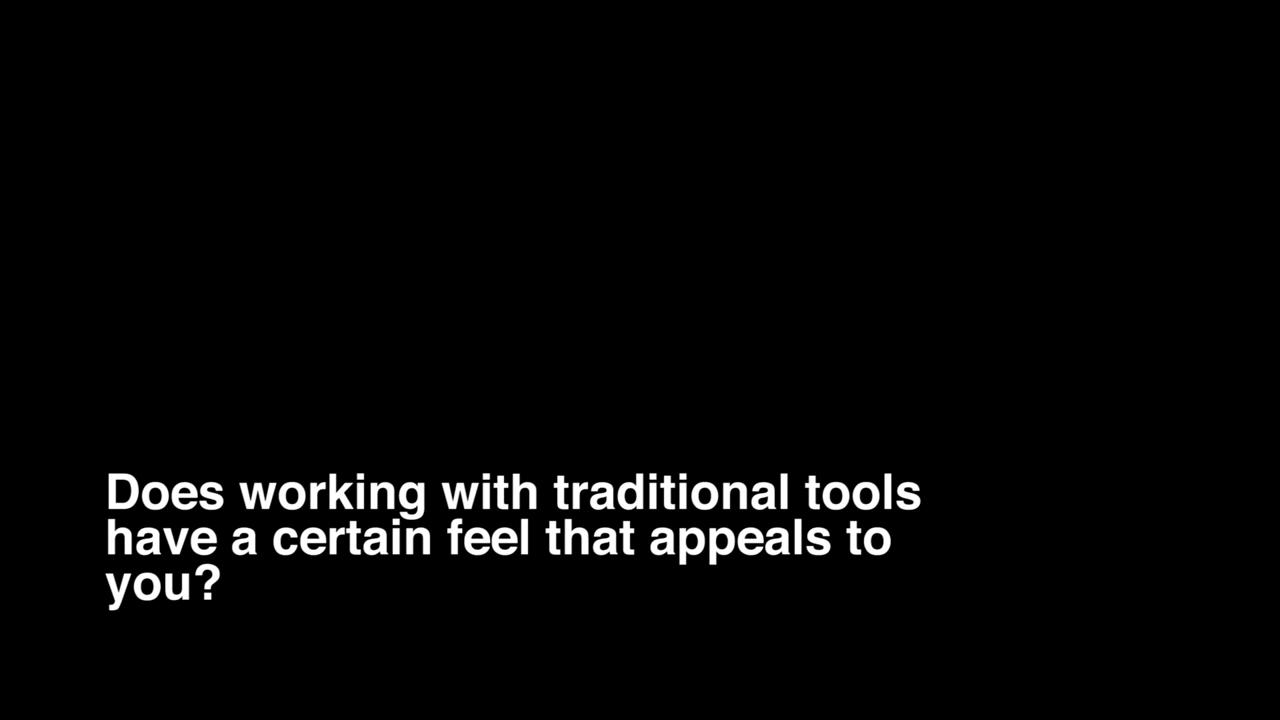 Does working with traditional tools
have a certain feel that appeals to
you?